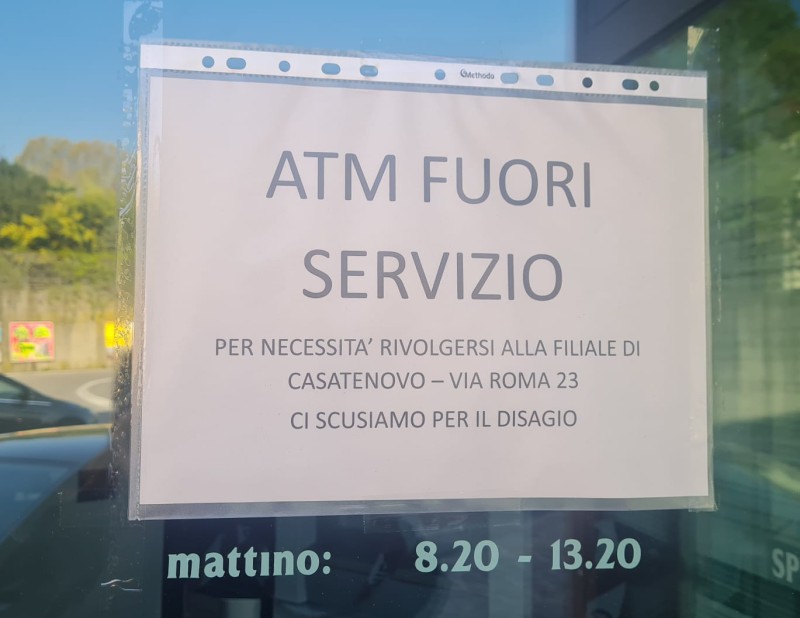 Methodo
ATM FUORI
SERVIZIO
PER NECESSITA’ RIVOLGERSI ALLA FILIALE DI
CASATENOVO – VIA ROMA 23
CI SCUSIAMO PER IL DISAGIO
mattino: 8.20 - 13.20
SP